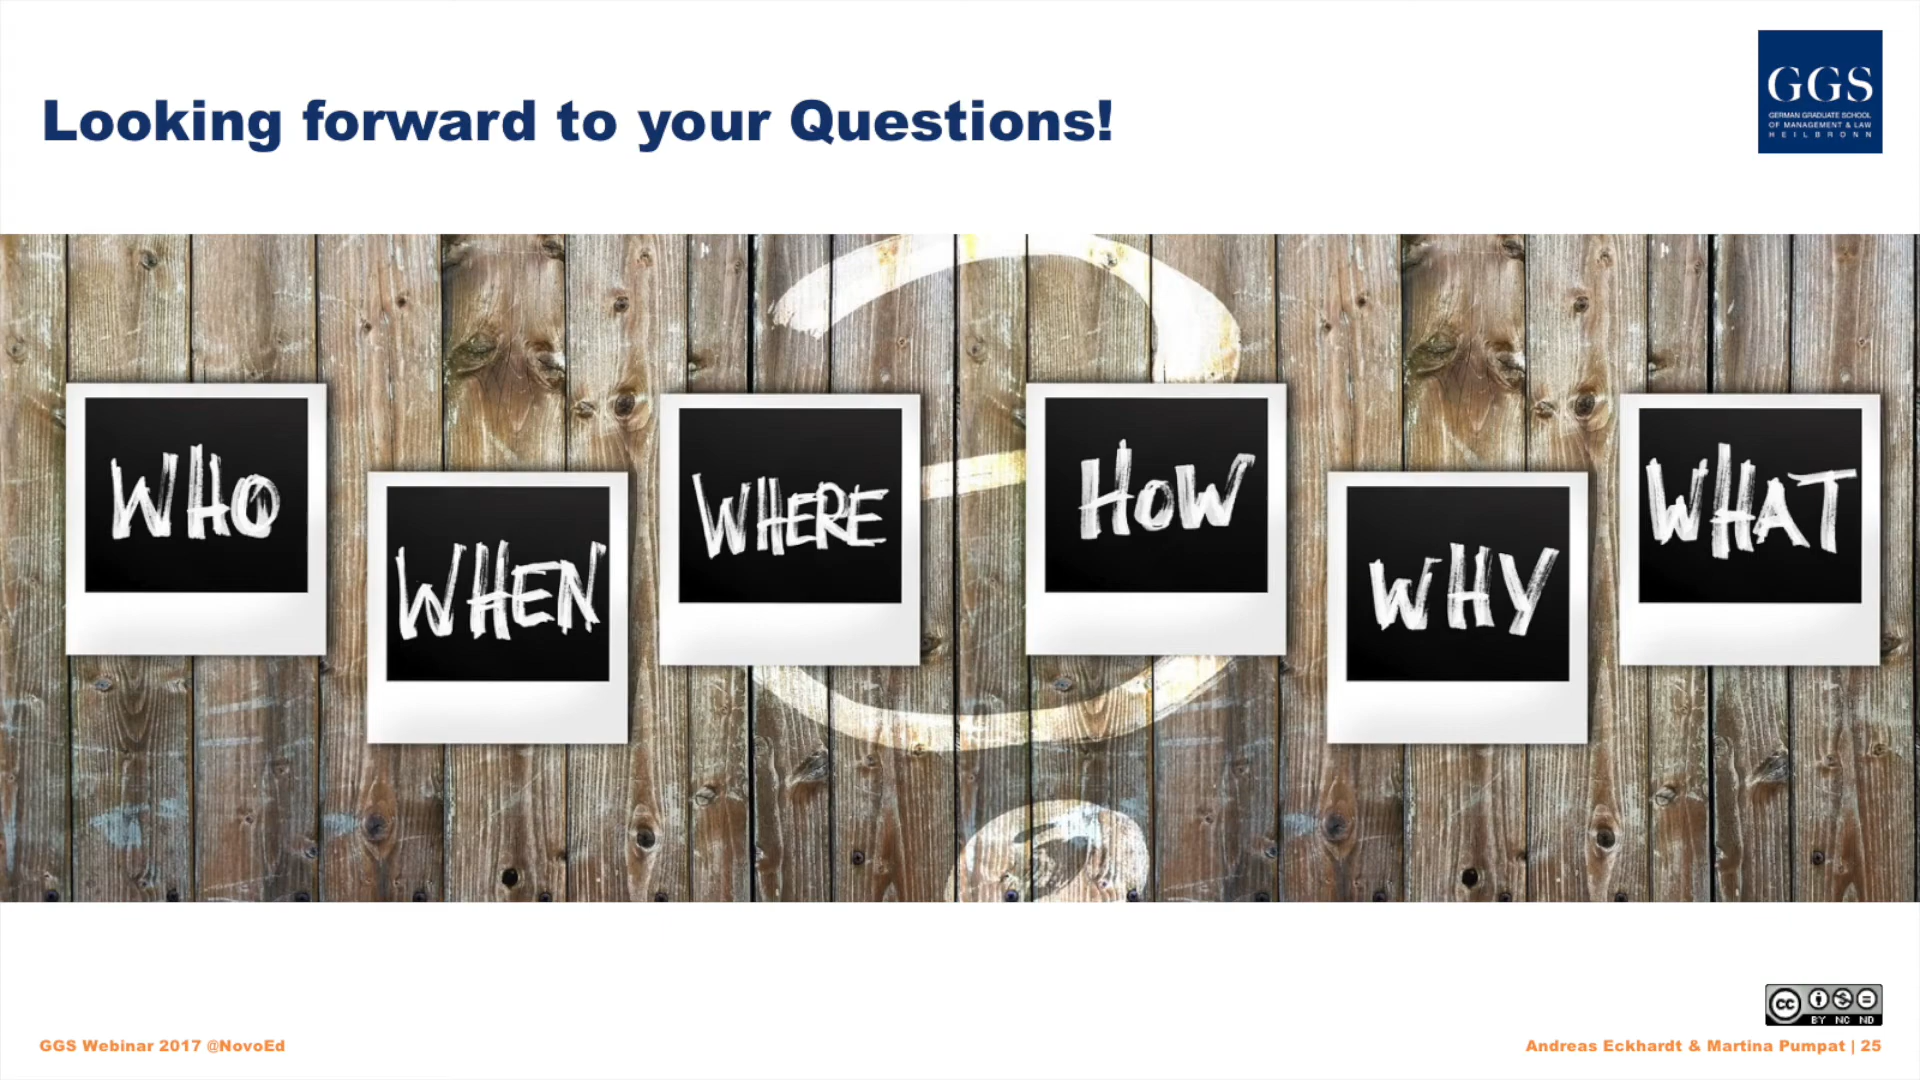 Looking forward to your Questions!
GGS
GERMAN GRADUATE SCHOOL
OF MANAGEMENT & LAW
HEILBRONN
WHO
WHEN
WHERE
HOW
WHY
WHAT
cc
BY NC ND
GGS Webinar 2017 @NovoEd
Andreas Eckhardt & Martina Pumpat | 25